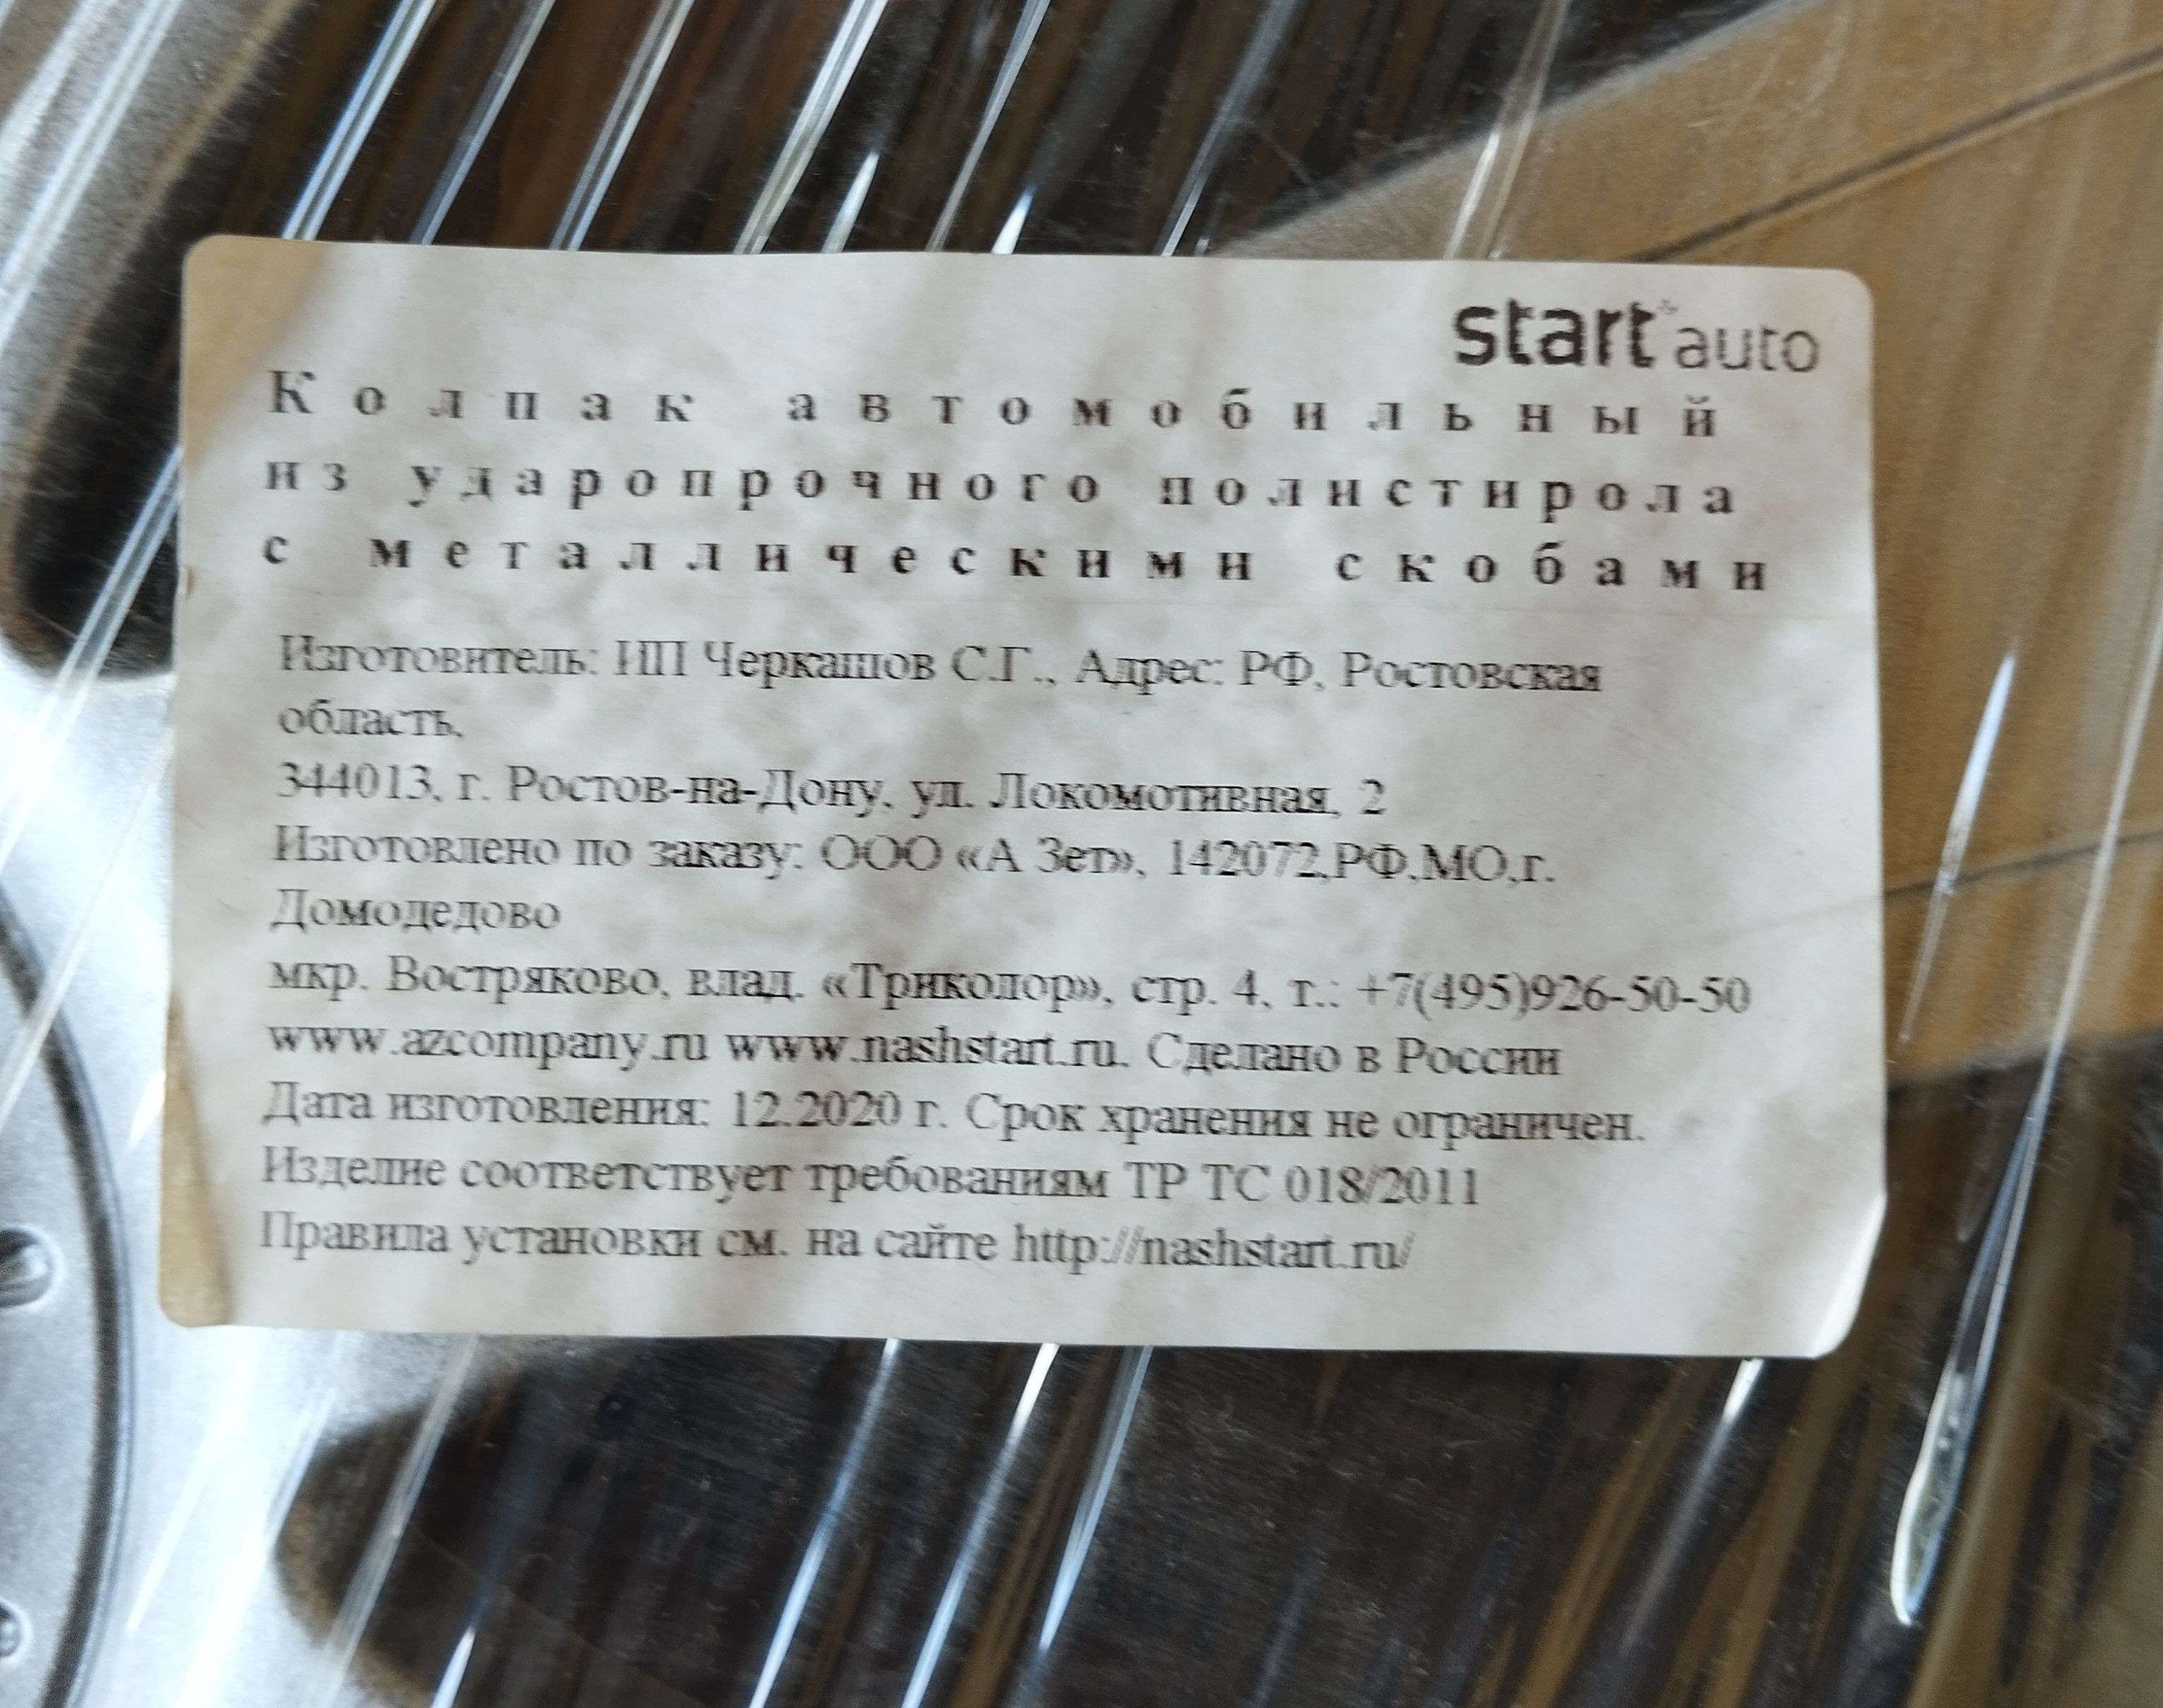 start auto
Колпак автомобильный
из ударопрочного полистирола
с металлическими скобами
Изготовитель: ИП Черкашов С.Г., Адрес: РФ, Ростовская
область,
344013, г. Ростов-на-Дону, ул. Локомотивная, 2
Изготовлено по заказу: ООО «А Зет», 142072,РФ,МО,г.
Домодедово
мкр. Востряково, влад. «Триколор», стр. 4, т.: +7(495)926-50-50
www.azcompany.ru www.nashstart.ru. Сделано в России
Дата изготовления: 12.2020 г. Срок хранения не ограничен.
Изделие соответствует требованиям ТР ТС 018/2011
Правила установки см. на сайте http://nashstart.ru/